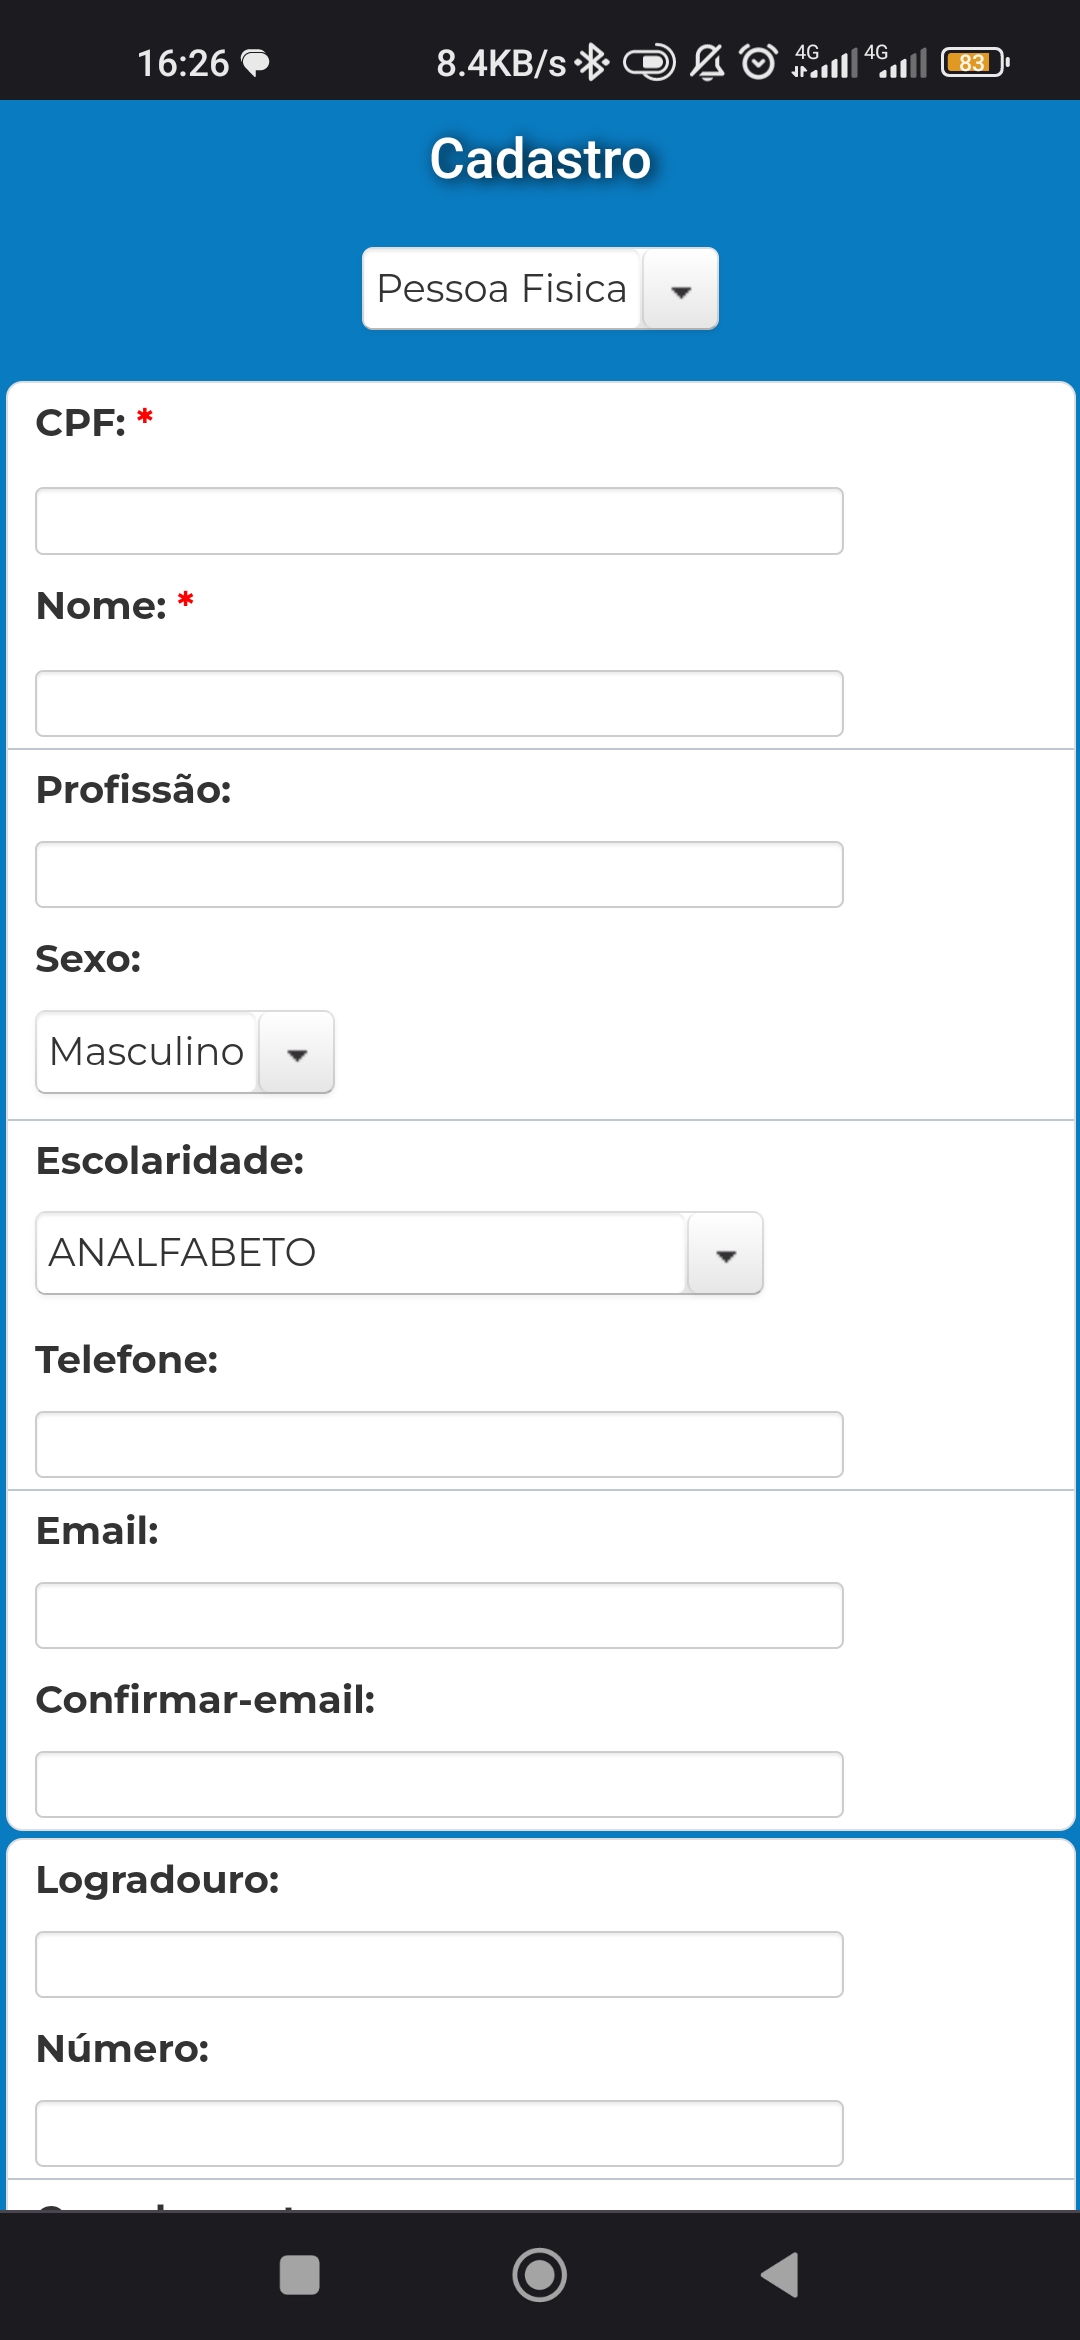 16:26 8.4KB/s 4G 4G 83
Cadastro
Pessoa Fisica
CPF: *
Nome: *
Profissão:
Sexo:
Masculino
Escolaridade:
ANALFABETO
Telefone:
Email:
Confirmar-email:
Logradouro:
Número: